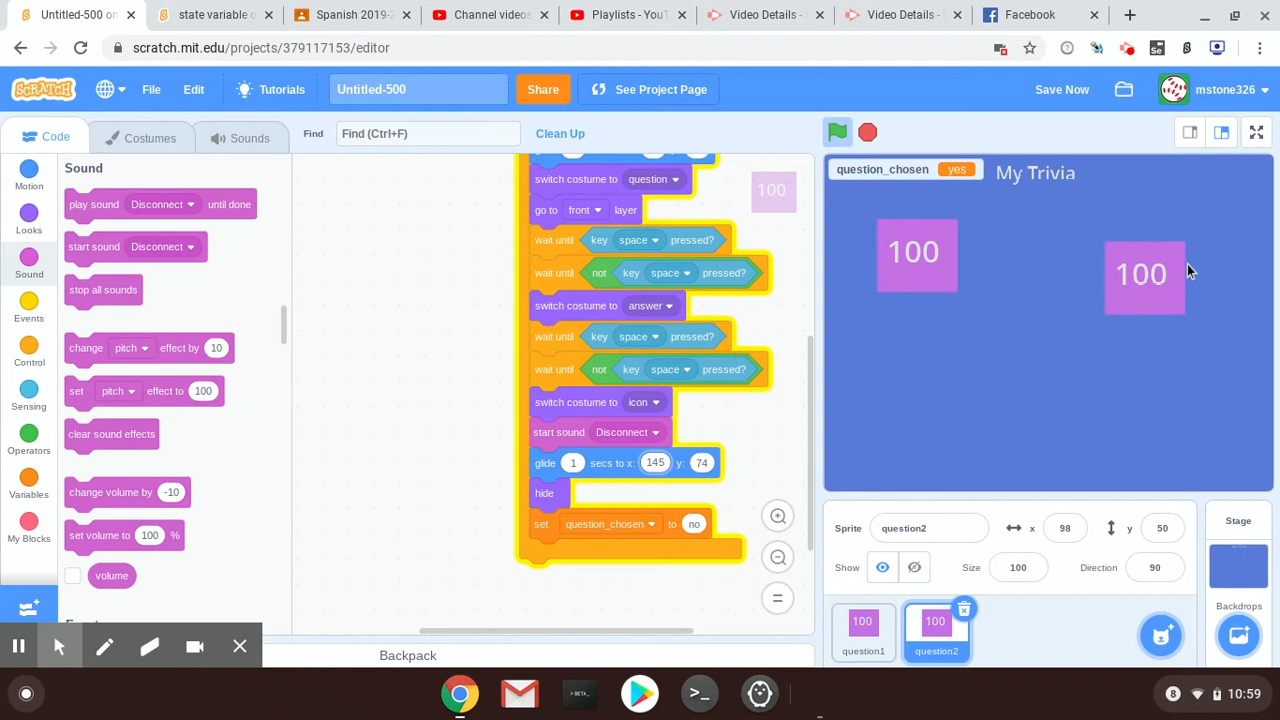 Untitled-500 on
state variable o
Spanish 2019-2
Channel videos
Playlists - YouT
Video Details -
Video Details -
Facebook
scratch.mit.edu/projects/379117153/editor
SCRATCH
File
Edit
Tutorials
Untitled-500
Share
See Project Page
Save Now
mstone326
Code
Costumes
Sounds
Find
Find (Ctrl+F)
Clean Up
Motion
Looks
Sound
Events
Control
Sensing
Operators
Variables
My Blocks
Sound
play sound Disconnect until done
start sound Disconnect
stop all sounds
change pitch effect by 10
set pitch effect to 100
clear sound effects
change volume by -10
set volume to 100 %
volume
switch costume to question
go to front layer
wait until key space pressed?
wait until not key space pressed?
switch costume to answer
wait until key space pressed?
wait until not key space pressed?
switch costume to icon
start sound Disconnect
glide 1 secs to x: 145 y: 74
hide
set question_chosen to no
100
question_chosen yes
My Trivia
100
100
Sprite question2 x 98 y 50
Show Size 100 Direction 90
100
question1
100
question2
Stage
Backdrops
Backpack
8 10:59